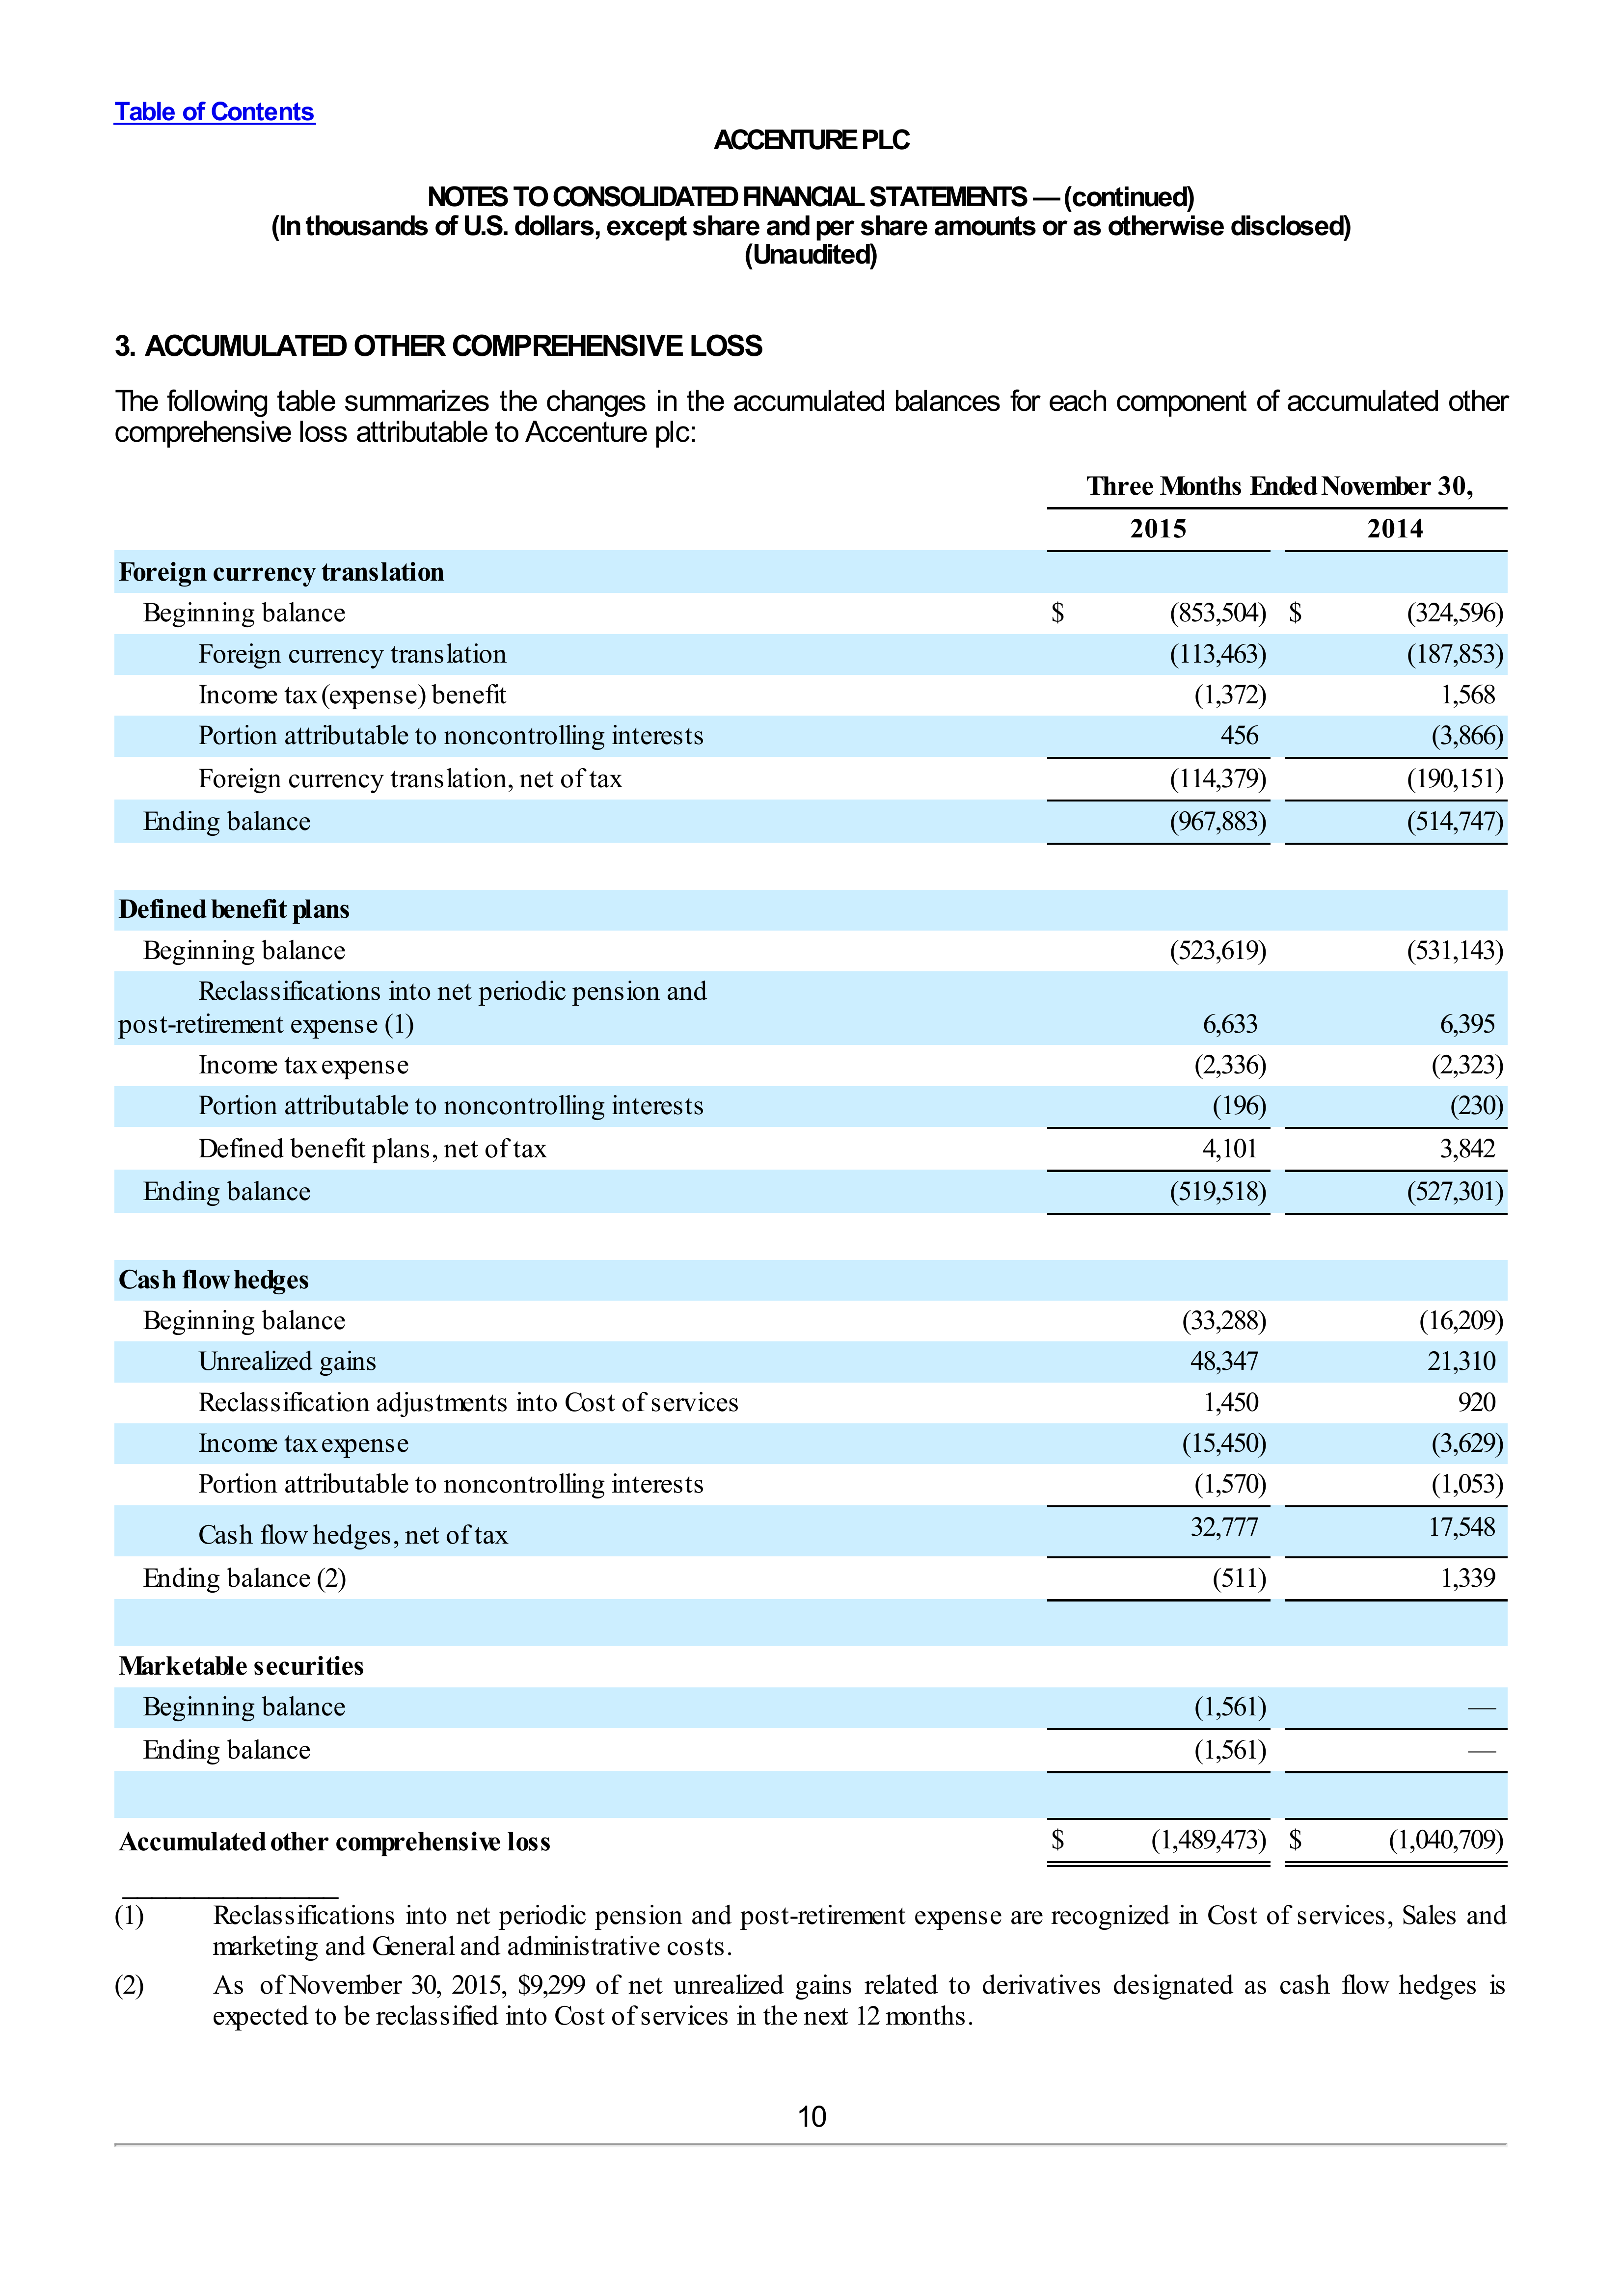 Table of Contents
ACCENTURE PLC
NOTES TO CONSOLIDATED FINANCIAL STATEMENTS — (continued)
(In thousands of U.S. dollars, except share and per share amounts or as otherwise disclosed)
(Unaudited)
3. ACCUMULATED OTHER COMPREHENSIVE LOSS
The following table summarizes the changes in the accumulated balances for each component of accumulated other
comprehensive loss attributable to Accenture plc:
Three Months Ended November 30,
2015 2014
Foreign currency translation
Beginning balance $ (853,504) $ (324,596)
Foreign currency translation (113,463) (187,853)
Income tax (expense) benefit (1,372) 1,568
Portion attributable to noncontrolling interests 456 (3,866)
Foreign currency translation, net of tax (114,379) (190,151)
Ending balance (967,883) (514,747)
Defined benefit plans
Beginning balance (523,619) (531,143)
Reclassifications into net periodic pension and
post-retirement expense (1) 6,633 6,395
Income tax expense (2,336) (2,323)
Portion attributable to noncontrolling interests (196) (230)
Defined benefit plans, net of tax 4,101 3,842
Ending balance (519,518) (527,301)
Cash flow hedges
Beginning balance (33,288) (16,209)
Unrealized gains 48,347 21,310
Reclassification adjustments into Cost of services 1,450 920
Income tax expense (15,450) (3,629)
Portion attributable to noncontrolling interests (1,570) (1,053)
Cash flow hedges, net of tax 32,777 17,548
Ending balance (2) (511) 1,339
Marketable securities
Beginning balance (1,561) —
Ending balance (1,561) —
Accumulated other comprehensive loss $ (1,489,473) $ (1,040,709)
(1) Reclassifications into net periodic pension and post-retirement expense are recognized in Cost of services, Sales and
marketing and General and administrative costs.
(2) As of November 30, 2015, $9,299 of net unrealized gains related to derivatives designated as cash flow hedges is
expected to be reclassified into Cost of services in the next 12 months.
10